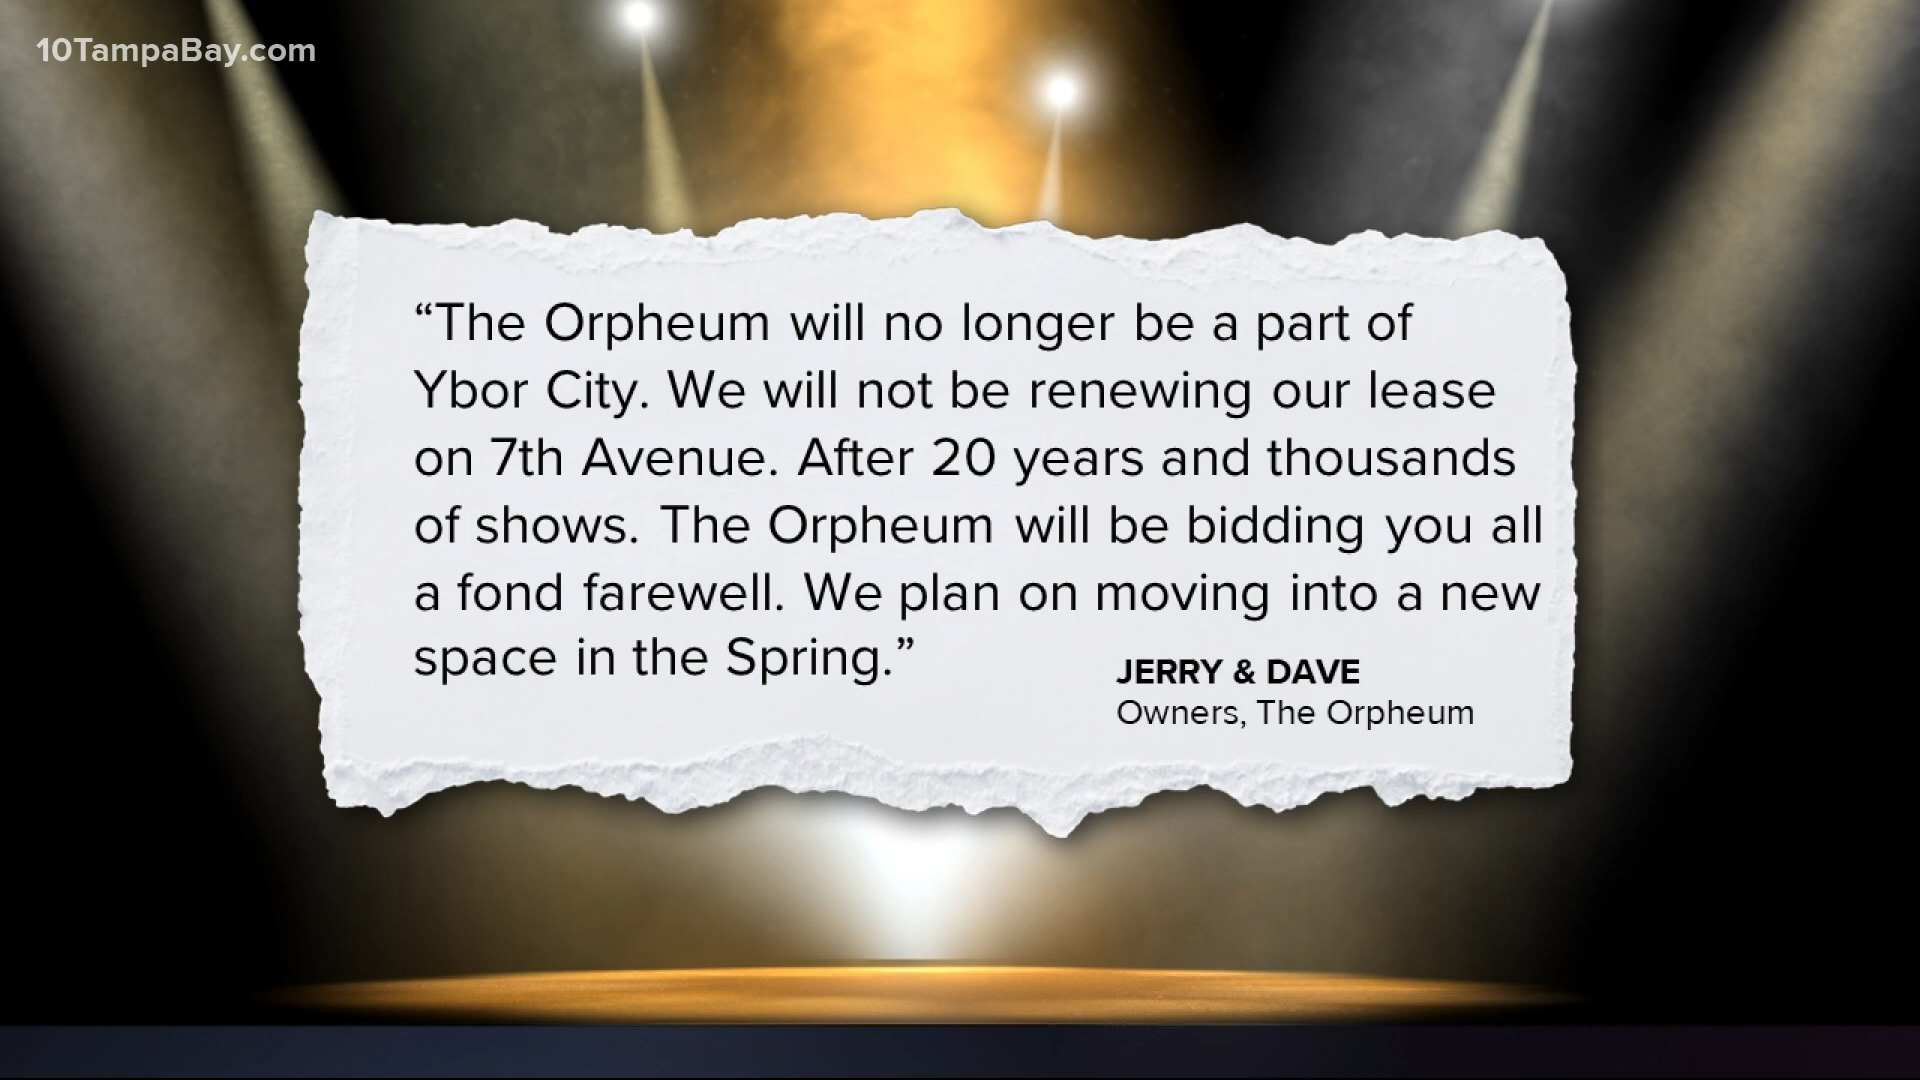 10TampaBay.com
“The Orpheum will no longer be a part of
Ybor City. We will not be renewing our lease
on 7th Avenue. After 20 years and thousands
of shows. The Orpheum will be bidding you all
a fond farewell. We plan on moving into a new
space in the Spring.”
JERRY & DAVE
Owners, The Orpheum